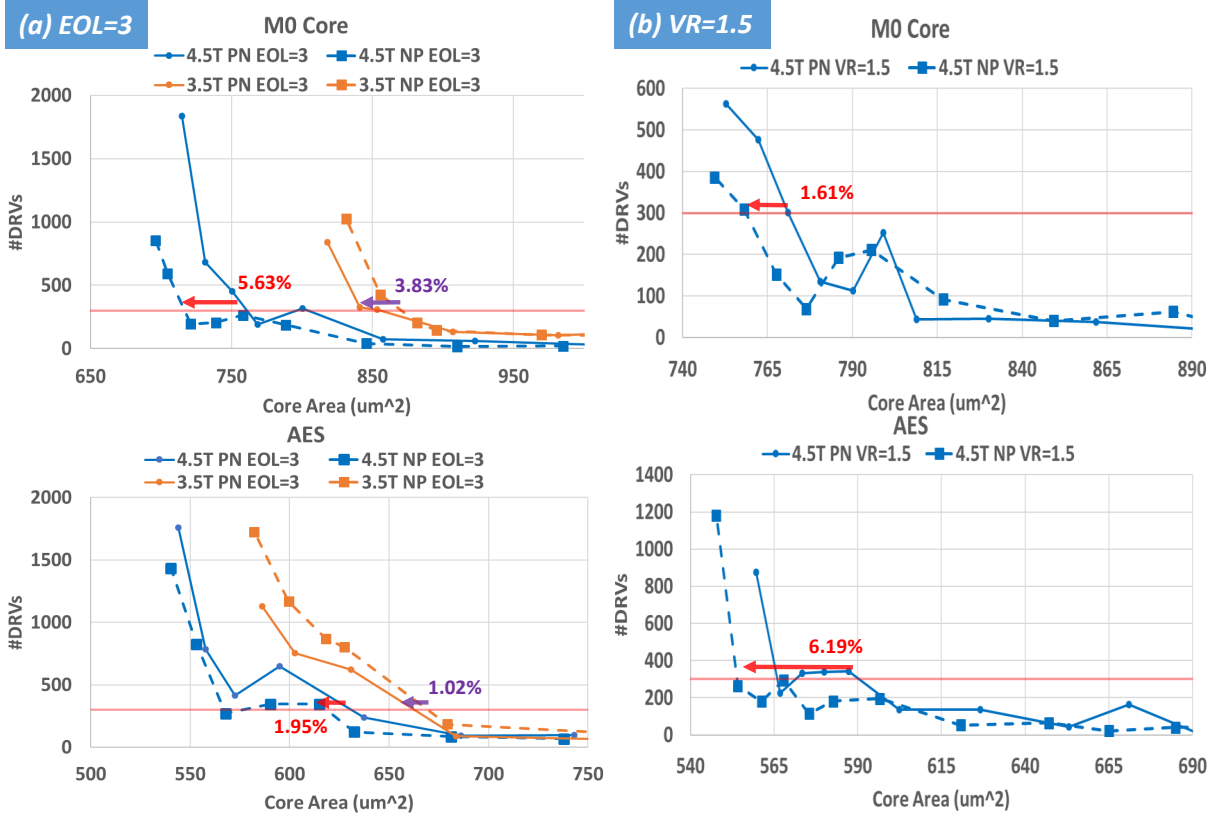 (a) EOL=3
M0 Core
4.5T PN EOL=3
4.5T NP EOL=3
3.5T PN EOL=3
3.5T NP EOL=3
2000
1500
1000
500
0
#DRVs
5.63%
3.83%
650 750 850 950
Core Area (um^2)
AES
4.5T PN EOL=3
4.5T NP EOL=3
3.5T PN EOL=3
3.5T NP EOL=3
2000
1500
1000
500
0
#DRVs
1.02%
1.95%
500 550 600 650 700 750
Core Area (um^2)
(b) VR=1.5
M0 Core
4.5T PN VR=1.5
4.5T NP VR=1.5
600
500
400
300
200
100
0
#DRVs
1.61%
740 765 790 815 840 865 890
Core Area (um^2)
AES
4.5T PN VR=1.5
4.5T NP VR=1.5
1400
1200
1000
800
600
400
200
0
#DRVs
6.19%
540 565 590 615 640 665 690
Core Area (um^2)